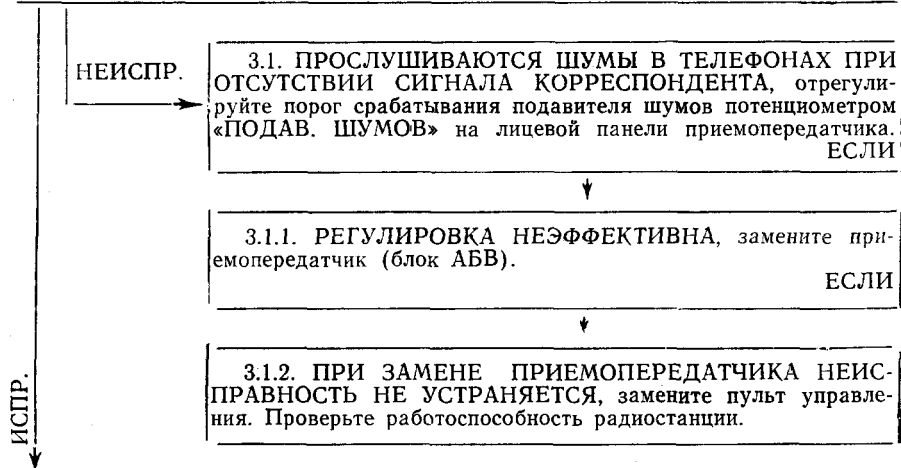 НЕИСПР.
3.1. ПРОСЛУШИВАЮТСЯ ШУМЫ В ТЕЛЕФОНАХ ПРИ
ОТСУТСТВИИ СИГНАЛА КОРРЕСПОНДЕНТА, отрегули-
руйте порог срабатывания подавителя шумов потенциометром
«ПОДАВ. ШУМОВ» на лицевой панели приемопередатчика.
ЕСЛИ
3.1.1. РЕГУЛИРОВКА НЕЭФФЕКТИВНА, замените при-
емопередатчик (блок АБВ).
ЕСЛИ
3.1.2. ПРИ ЗАМЕНЕ ПРИЕМОПЕРЕДАТЧИКА НЕИС-
ПРАВНОСТЬ НЕ УСТРАНЯЕТСЯ, замените пульт управле-
ния. Проверьте работоспособность радиостанции.
ИСПР.